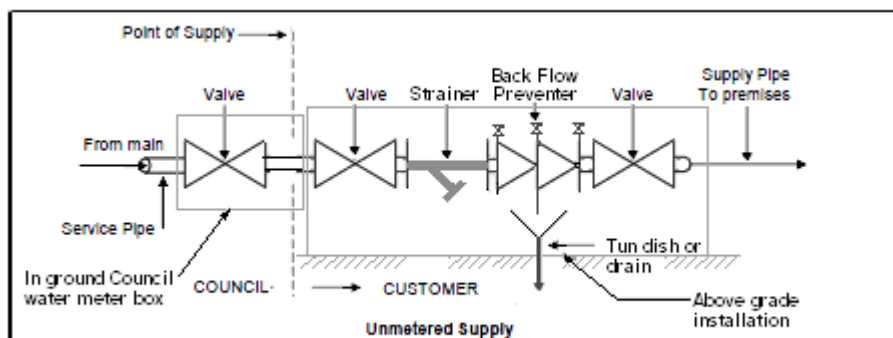 Point of Supply
Back Flow
Preventer
Supply Pipe
To premises
Valve
Valve
Strainer
Valve
From main
Service Pipe
Tun dish or
drain
In ground Council
water meter box
COUNCIL-
CUSTOMER
Above grade
installation
Unmetered Supply